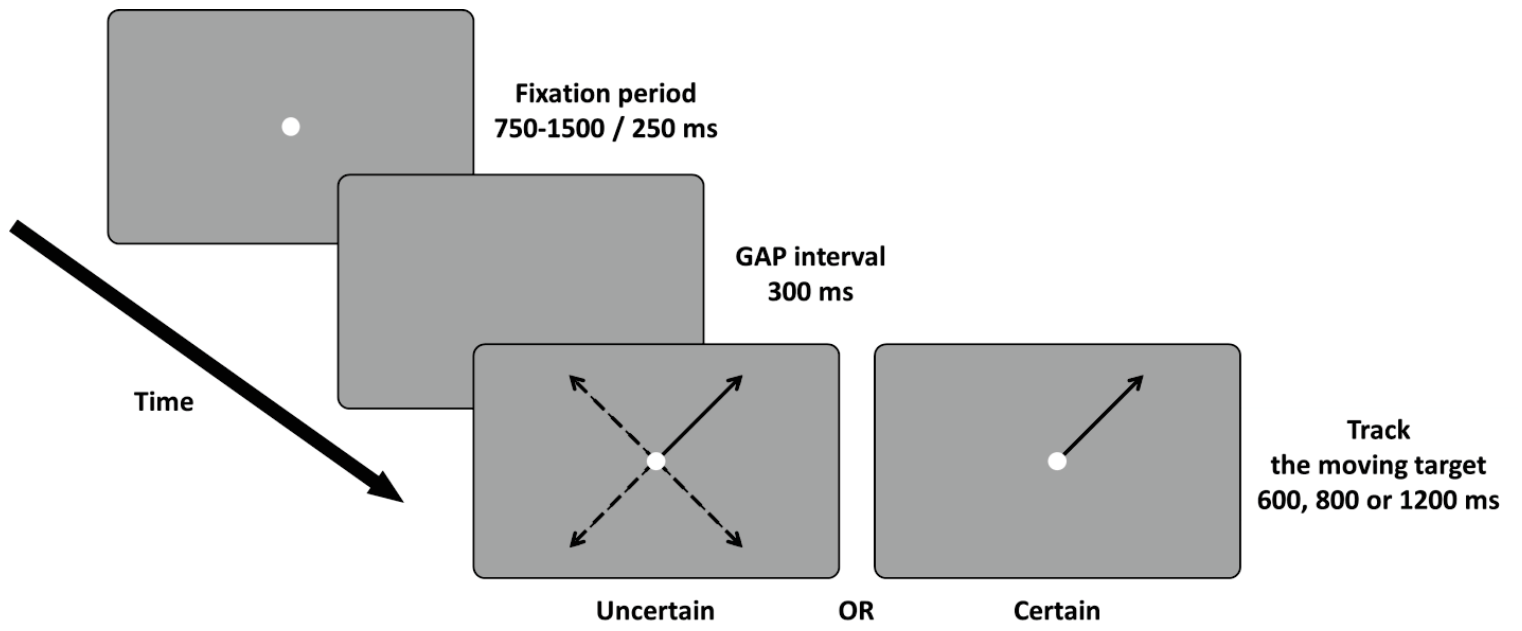 Fixation period
750-1500 / 250 ms
GAP interval
300 ms
Time
Track
the moving target
600, 800 or 1200 ms
Uncertain OR Certain